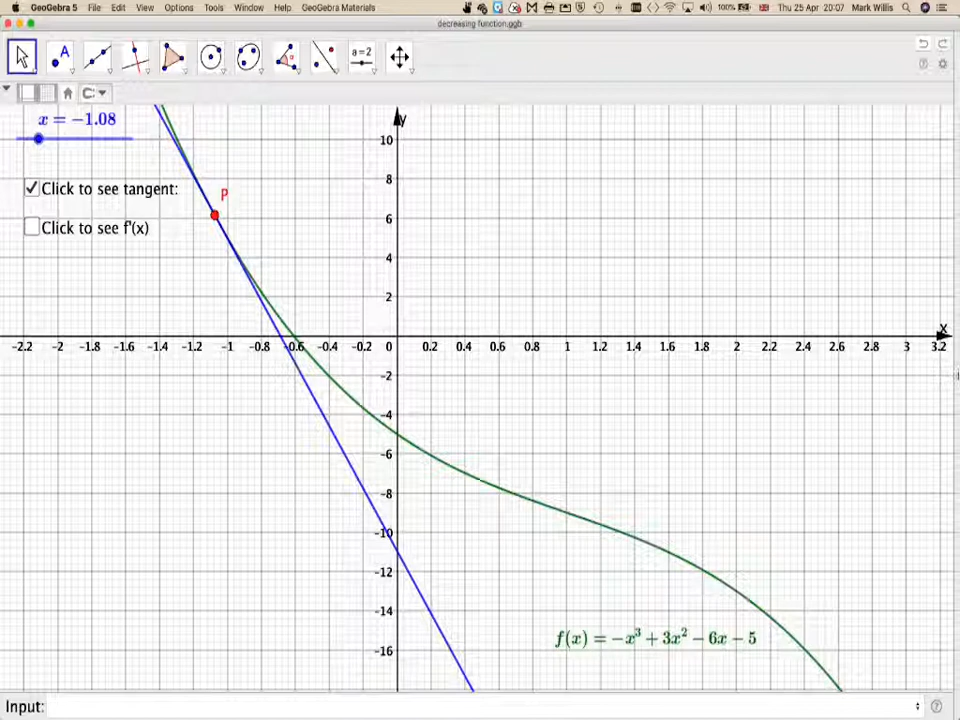 GeoGebra 5 File Edit View Options Tools Window Help GeoGebra Materials 100% Thu 25 Apr 20:07 Mark Willis
decreasing function.ggb
A a=2
x = −1.08
Click to see tangent:
Click to see f'(x)
P
y
10
8
6
4
2
x
-2.2 -2 -1.8 -1.6 -1.4 -1.2 -1 -0.8 -0.6 -0.4 -0.2 0 0.2 0.4 0.6 0.8 1 1.2 1.4 1.6 1.8 2 2.2 2.4 2.6 2.8 3 3.2
-2
-4
-6
-8
-10
-12
-14
f(x) = −x³ + 3x² − 6x − 5
-16
Input: